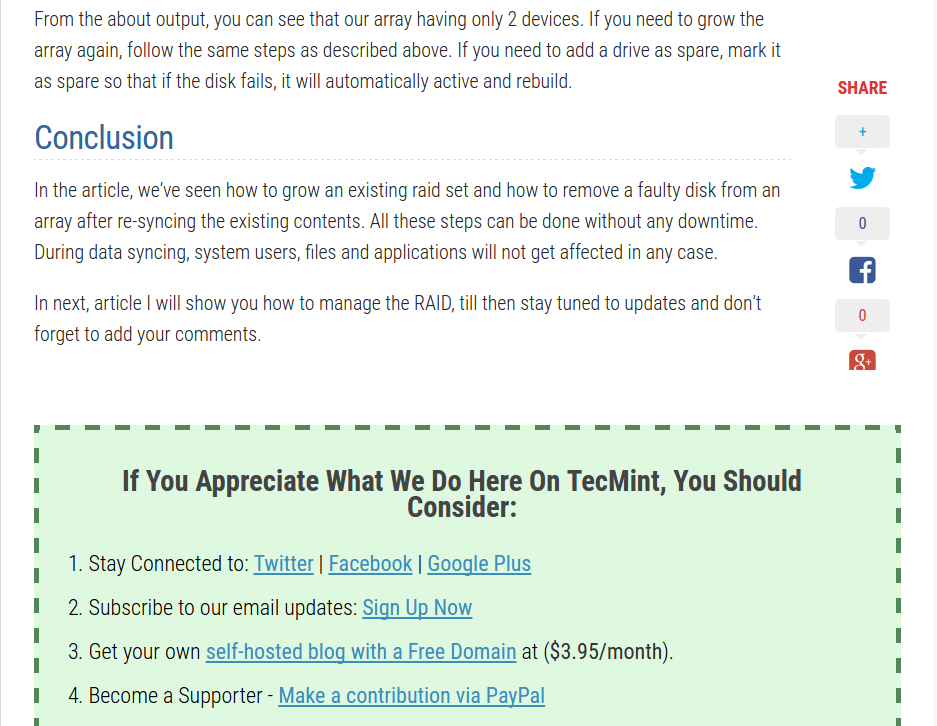 From the about output, you can see that our array having only 2 devices. If you need to grow the
array again, follow the same steps as described above. If you need to add a drive as spare, mark it
as spare so that if the disk fails, it will automatically active and rebuild.
SHARE
Conclusion
+
In the article, we’ve seen how to grow an existing raid set and how to remove a faulty disk from an
array after re-syncing the existing contents. All these steps can be done without any downtime.
During data syncing, system users, files and applications will not get affected in any case.
0
In next, article I will show you how to manage the RAID, till then stay tuned to updates and don’t
forget to add your comments.
0
g+
If You Appreciate What We Do Here On TecMint, You Should
Consider:
1. Stay Connected to: Twitter | Facebook | Google Plus
2. Subscribe to our email updates: Sign Up Now
3. Get your own self-hosted blog with a Free Domain at ($3.95/month).
4. Become a Supporter - Make a contribution via PayPal